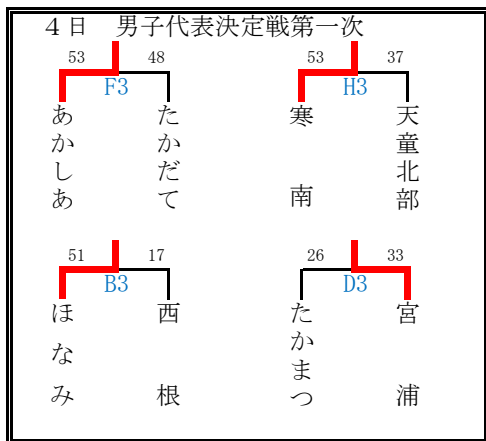 4日 男子代表決定戦第一次
53 48
F3
あかしあ
たかだて
53 37
H3
寒南
天童北部
51 17
B3
ほなみ
西根
26 33
D3
たかまつ
宮浦